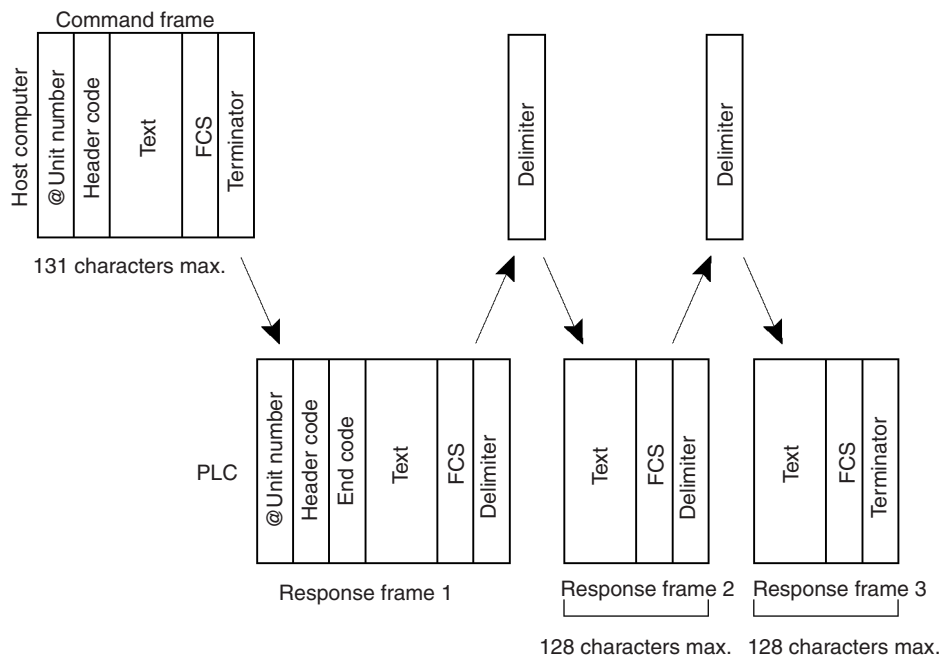 Command frame
Host computer
@Unit number
Header code
Text
FCS
Terminator
131 characters max.
Delimiter
Delimiter
PLC
@Unit number
Header code
End code
Text
FCS
Delimiter
Response frame 1
Text
FCS
Delimiter
Response frame 2
128 characters max.
Text
FCS
Terminator
Response frame 3
128 characters max.